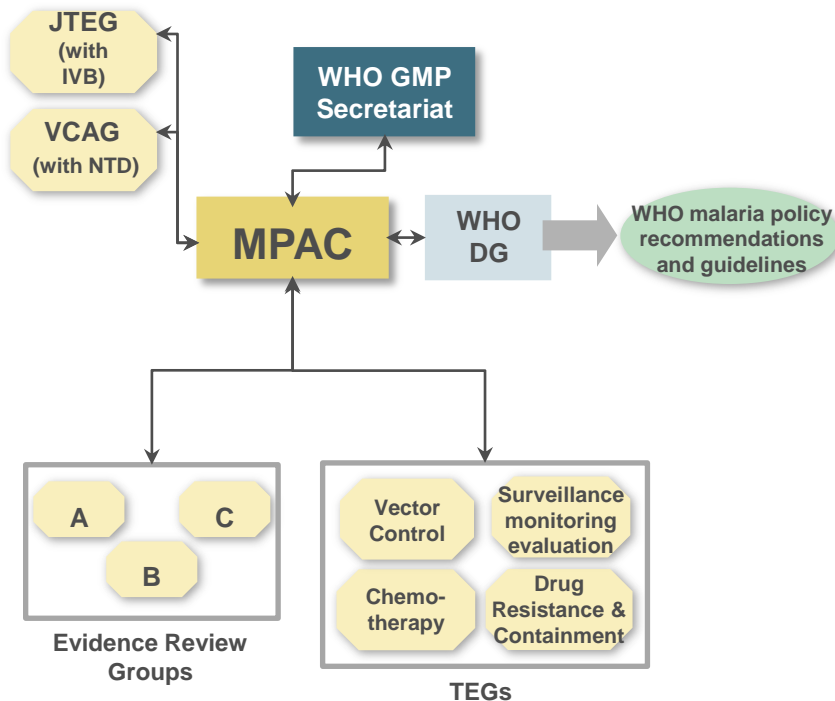 JTEG
(with
IVB)
WHO GMP
Secretariat
VCAG
(with NTD)
MPAC
WHO
DG
WHO malaria policy
recommendations
and guidelines
A
C
B
Evidence Review
Groups
Vector
Control
Surveillance
monitoring
evaluation
Chemo-
therapy
Drug
Resistance &
Containment
TEGs